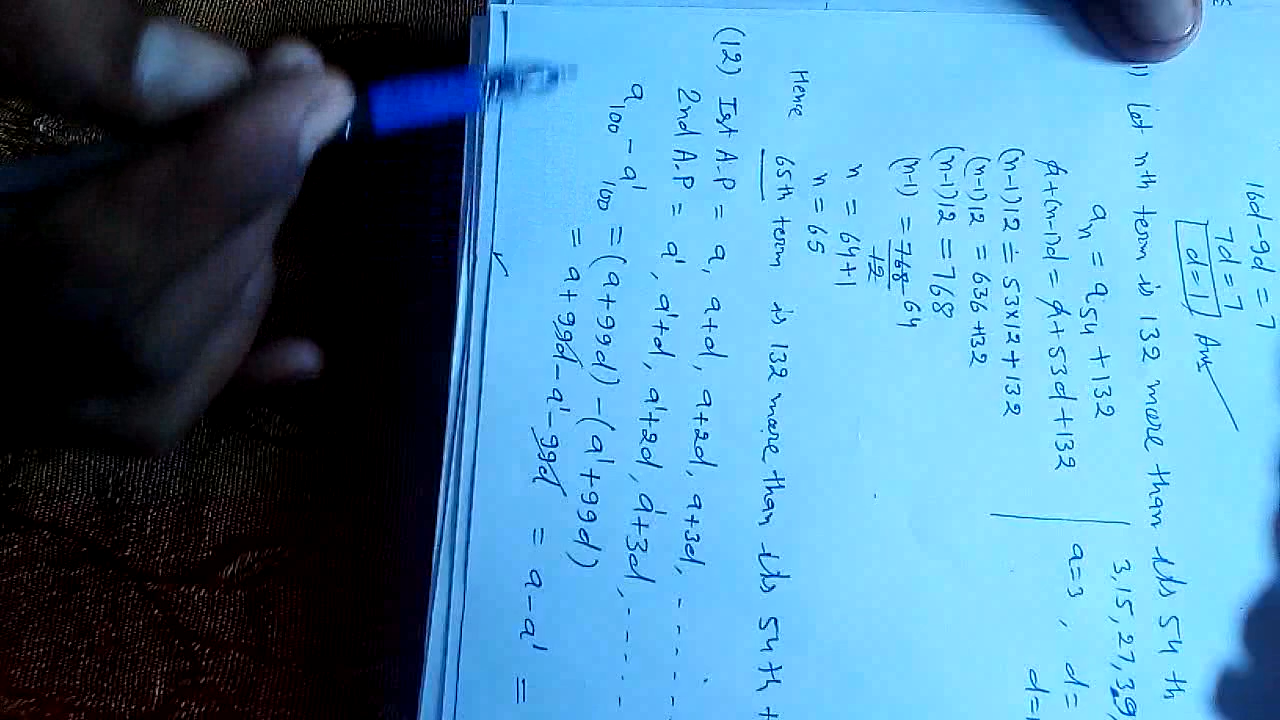 16d-9d = 7
7d = 7
d = 1 Ans
1) Let nth term is 132 more than its 54 th
3, 15, 27, 39,
aₙ = a₅₄ + 132
a = 3 , d =
a + (n-1)d = a + 53d + 132
d =
(n-1)12 = 53×12 + 132
(n-1)12 = 636 + 132
(n-1)12 = 768
(n-1) = 768/12 64
n = 64+1
n = 65
Hence 65th term is 132 more than its 54th t
(12) Ist A.P = a, a+d, a+2d, a+3d, - - - - -
2nd A.P = a', a'+d, a'+2d, a'+3d, - - - - -
a₁₀₀ - a'₁₀₀ = (a+99d) - (a'+99d)
= a+99d - a' - 99d = a-a' =